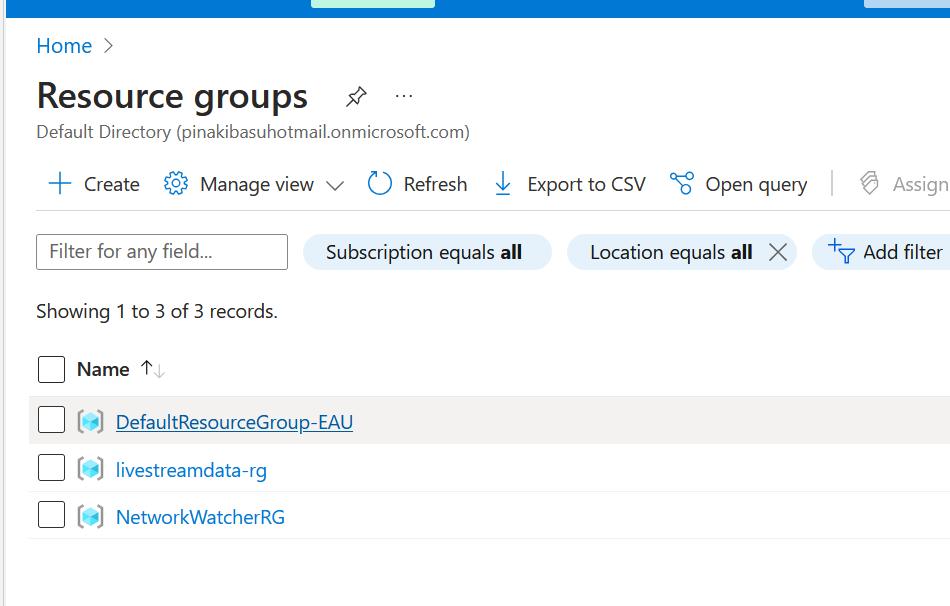 Home
Resource groups
Default Directory (pinakibasuhotmail.onmicrosoft.com)
Create Manage view Refresh Export to CSV Open query Assign
Filter for any field... Subscription equals all Location equals all Add filter
Showing 1 to 3 of 3 records.
Name
DefaultResourceGroup-EAU
livestreamdata-rg
NetworkWatcherRG